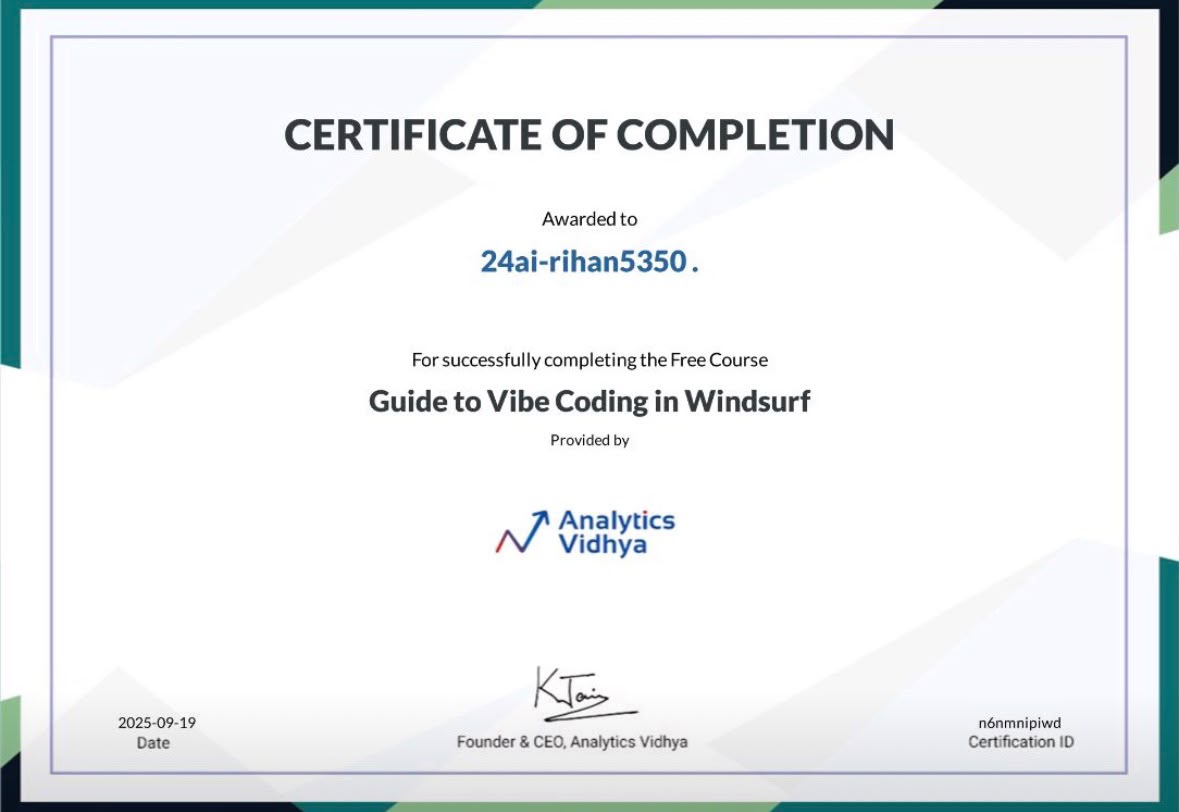 CERTIFICATE OF COMPLETION
Awarded to
24ai-rihan5350 .
For successfully completing the Free Course
Guide to Vibe Coding in Windsurf
Provided by
Analytics
Vidhya
KJain
2025-09-19
Date
Founder & CEO, Analytics Vidhya
n6nmnipiwd
Certification ID